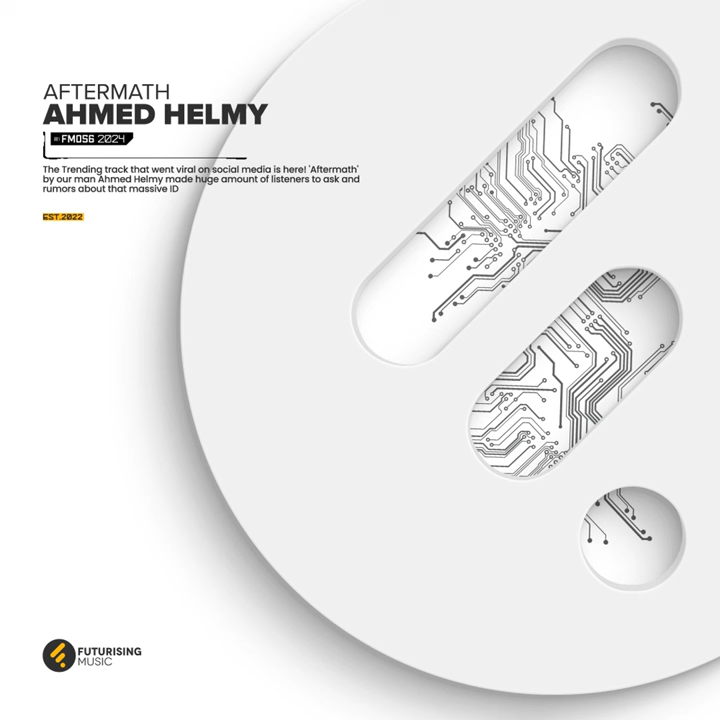 AFTERMATH
AHMED HELMY
FM056 2024
The Trending track that went viral on social media is here! 'Aftermath'
by our man Ahmed Helmy made huge amount of listeners to ask and
rumors about that massive ID
EST 2022
FUTURISING
MUSIC